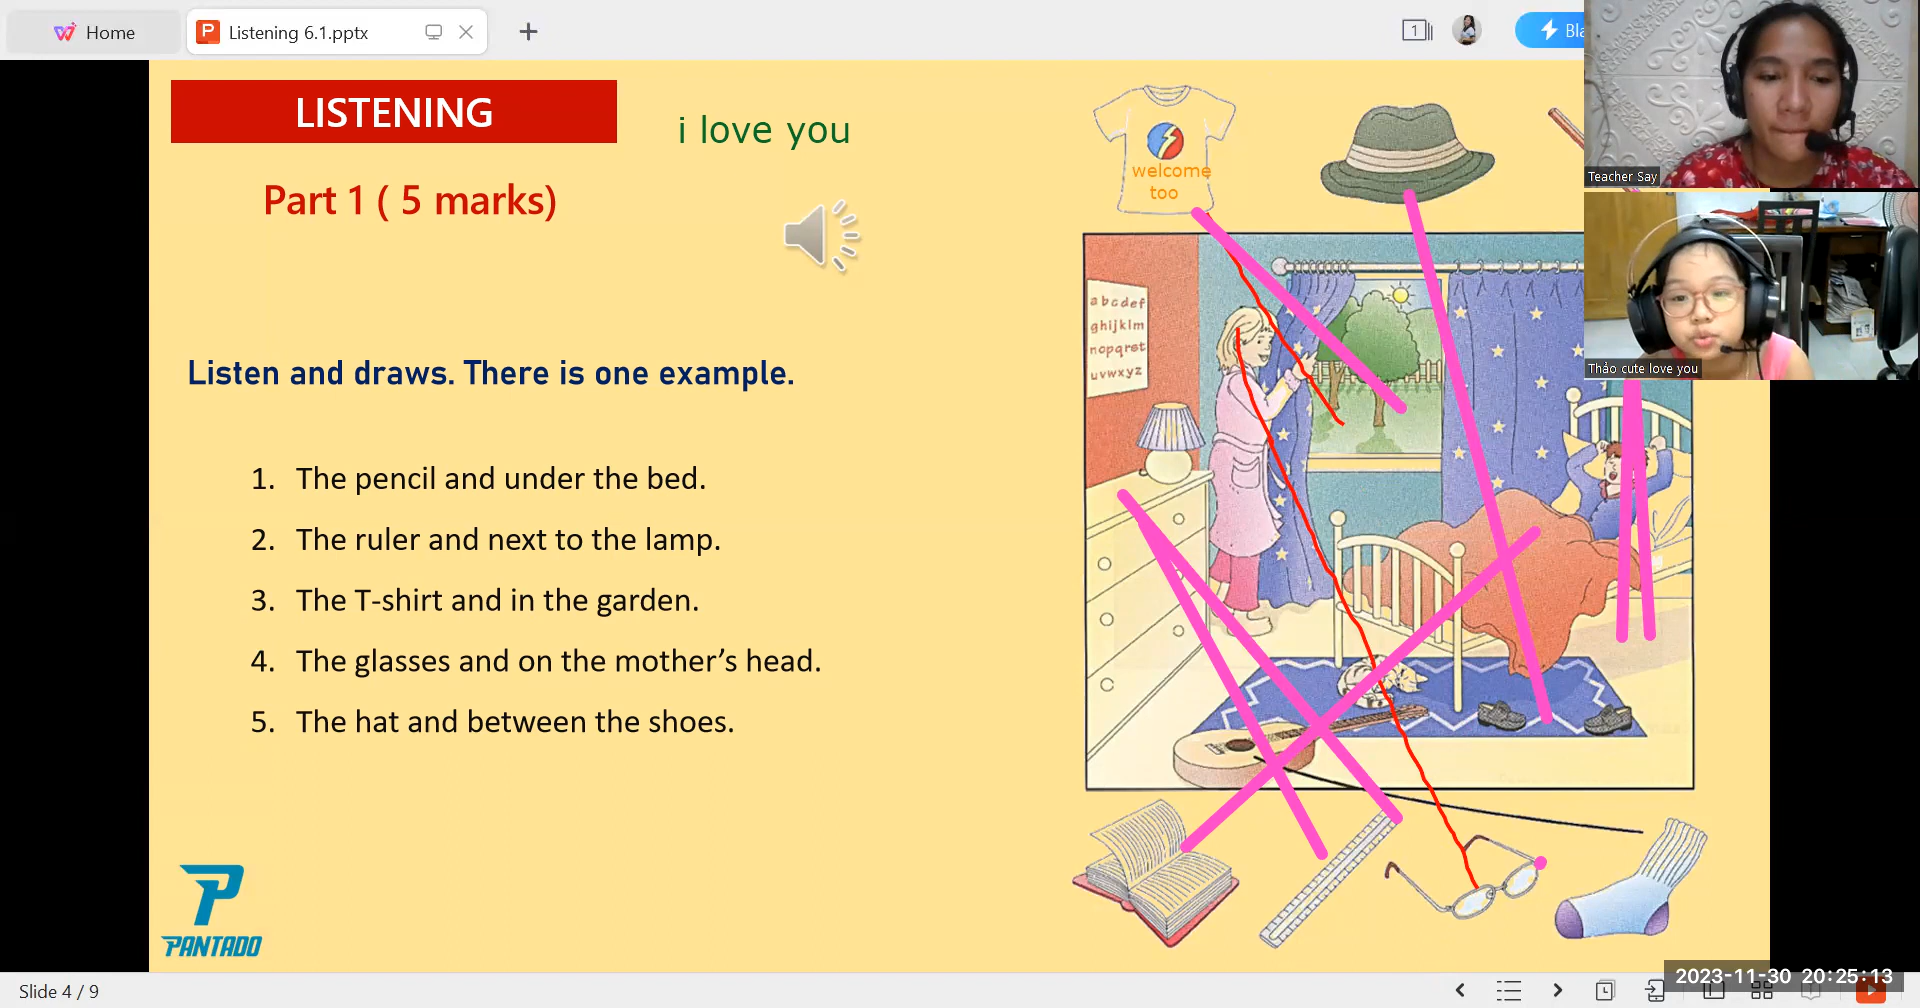 Home
Listening 6.1.pptx
1
LISTENING
i love you
welcome
too
Part 1 ( 5 marks)
Teacher Say
abcdef
ghijklm
nopqrst
uvwxyz
Thảo cute love you
Listen and draws. There is one example.
1. The pencil and under the bed.
2. The ruler and next to the lamp.
3. The T-shirt and in the garden.
4. The glasses and on the mother’s head.
5. The hat and between the shoes.
PANTADO
Slide 4 / 9
2023-11-30 20:25:13